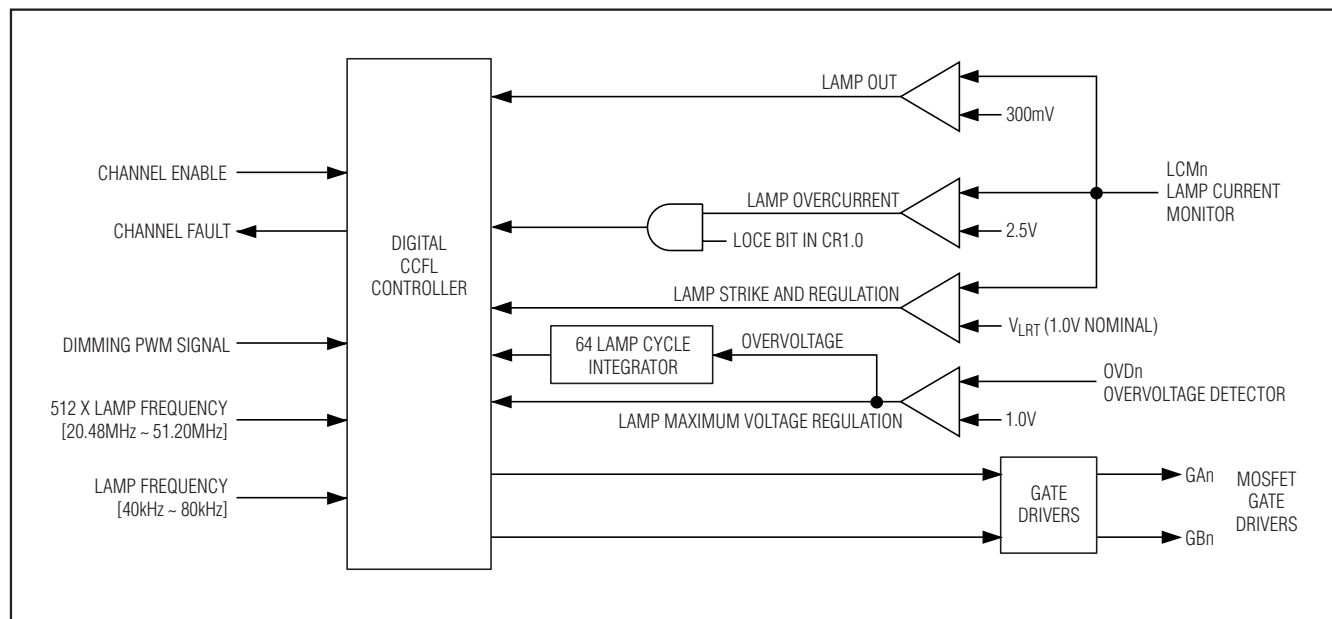 CHANNEL ENABLE
CHANNEL FAULT
DIMMING PWM SIGNAL
512 X LAMP FREQUENCY
[20.48MHz ~ 51.20MHz]
LAMP FREQUENCY
[40kHz ~ 80kHz]
DIGITAL
CCFL
CONTROLLER
LAMP OUT
300mV
LAMP OVERCURRENT
LOCE BIT IN CR1.0
2.5V
LCMn
LAMP CURRENT
MONITOR
LAMP STRIKE AND REGULATION
VLRT (1.0V NOMINAL)
64 LAMP CYCLE
INTEGRATOR
OVERVOLTAGE
LAMP MAXIMUM VOLTAGE REGULATION
1.0V
OVDn
OVERVOLTAGE DETECTOR
GATE
DRIVERS
GAn
GBn
MOSFET
GATE
DRIVERS